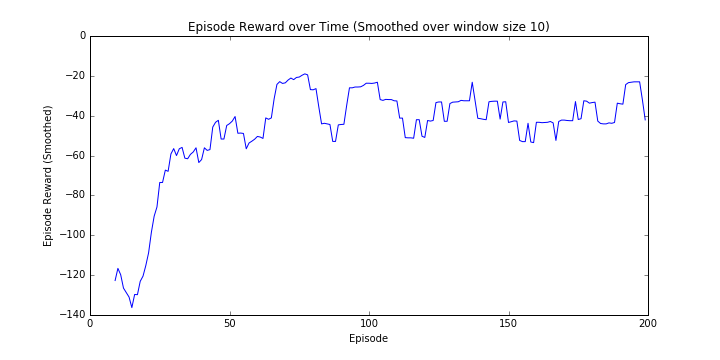 Episode Reward over Time (Smoothed over window size 10)
0
−20
−40
−60
−80
−100
−120
−140
Episode Reward (Smoothed)
0 50 100 150 200
Episode